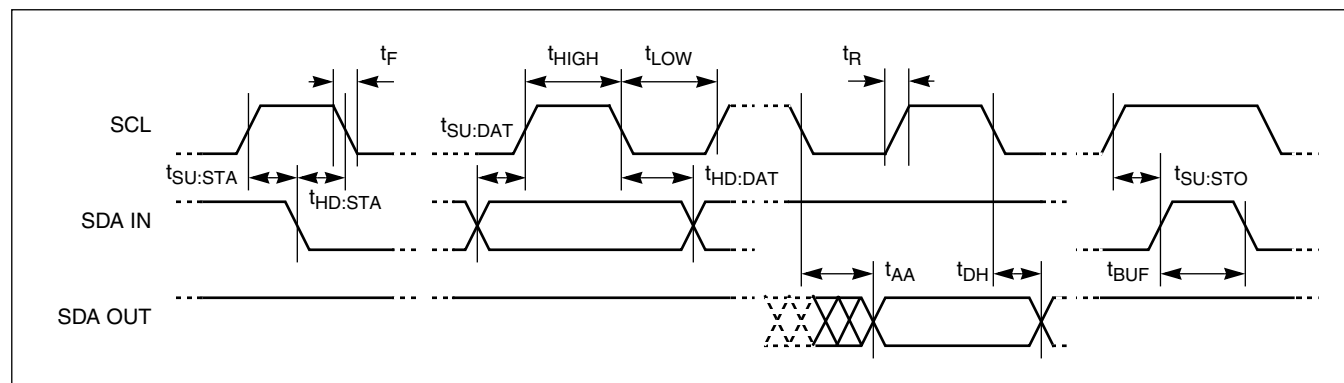 tF
tHIGH
tLOW
tR
SCL
tSU:DAT
tSU:STA
tHD:STA
tHD:DAT
tSU:STO
SDA IN
tAA
tDH
tBUF
SDA OUT